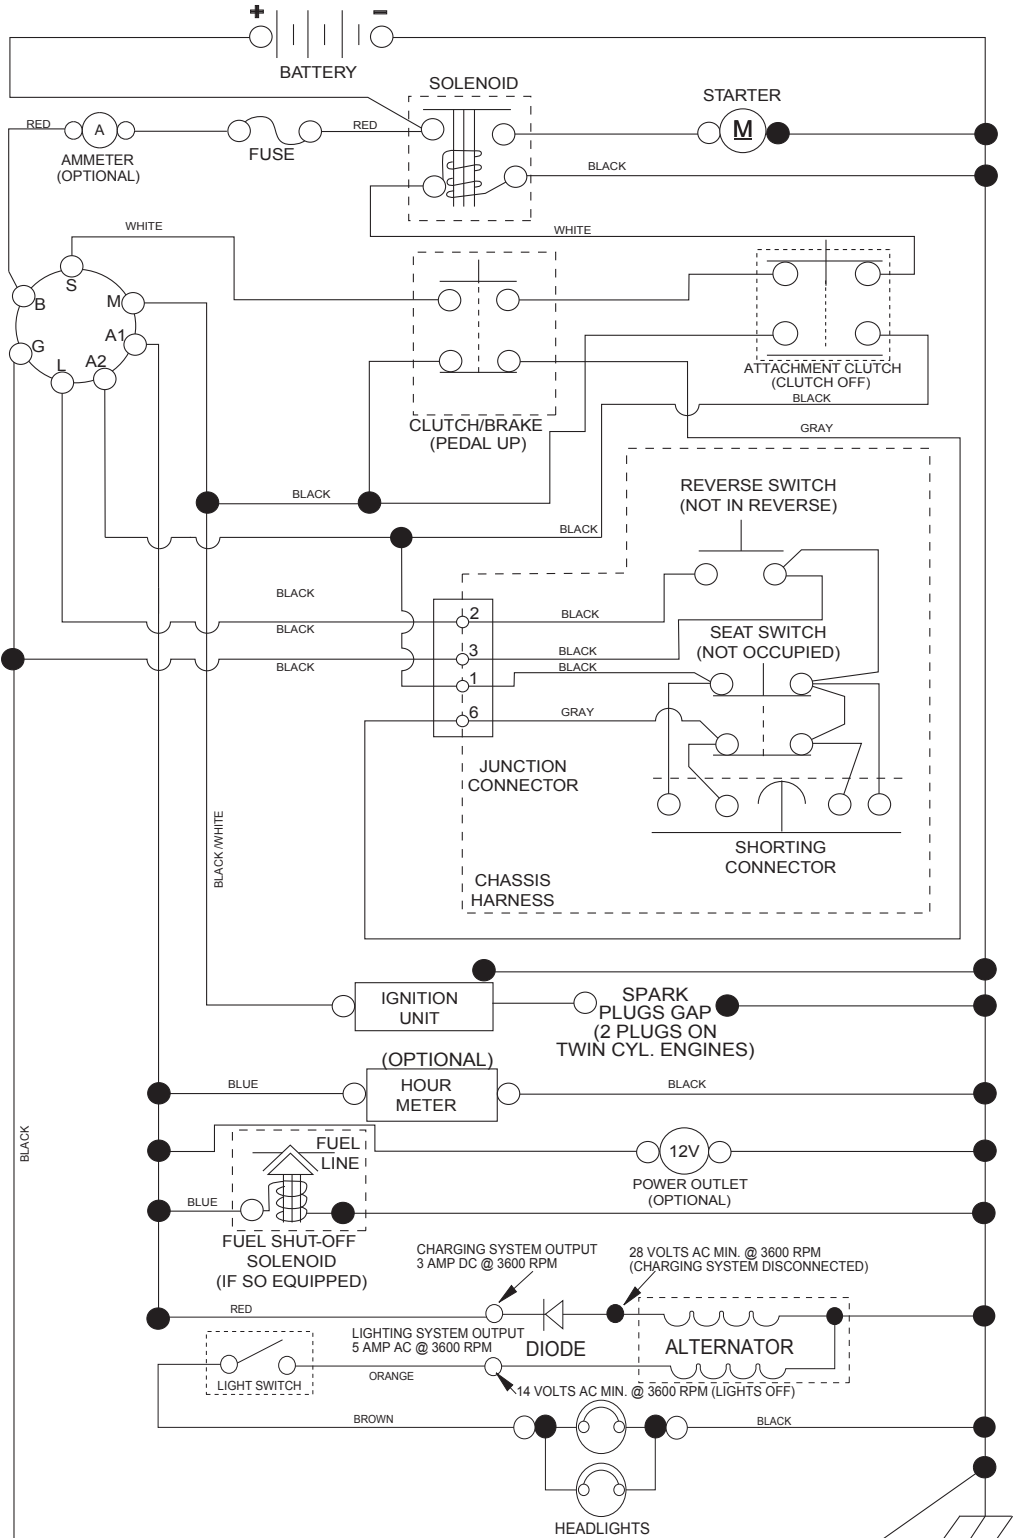 + -
BATTERY
SOLENOID
STARTER
RED
A
RED
M
AMMETER
(OPTIONAL)
FUSE
BLACK
WHITE
WHITE
S
B
M
G
A1
L
A2
ATTACHMENT CLUTCH
(CLUTCH OFF)
BLACK
CLUTCH/BRAKE
(PEDAL UP)
GRAY
REVERSE SWITCH
(NOT IN REVERSE)
BLACK
BLACK
BLACK
BLACK
2
BLACK
BLACK
SEAT SWITCH
(NOT OCCUPIED)
3
BLACK
BLACK
BLACK
1
6
GRAY
JUNCTION
CONNECTOR
BLACK /WHITE
SHORTING
CONNECTOR
CHASSIS
HARNESS
IGNITION
UNIT
SPARK
PLUGS GAP
(2 PLUGS ON
TWIN CYL. ENGINES)
(OPTIONAL)
HOUR
METER
BLUE
BLACK
BLACK
FUEL
LINE
12V
POWER OUTLET
(OPTIONAL)
BLUE
FUEL SHUT-OFF
SOLENOID
(IF SO EQUIPPED)
CHARGING SYSTEM OUTPUT
3 AMP DC @ 3600 RPM
28 VOLTS AC MIN. @ 3600 RPM
(CHARGING SYSTEM DISCONNECTED)
RED
LIGHTING SYSTEM OUTPUT
5 AMP AC @ 3600 RPM
DIODE
ALTERNATOR
LIGHT SWITCH
ORANGE
14 VOLTS AC MIN. @ 3600 RPM (LIGHTS OFF)
BROWN
BLACK
HEADLIGHTS